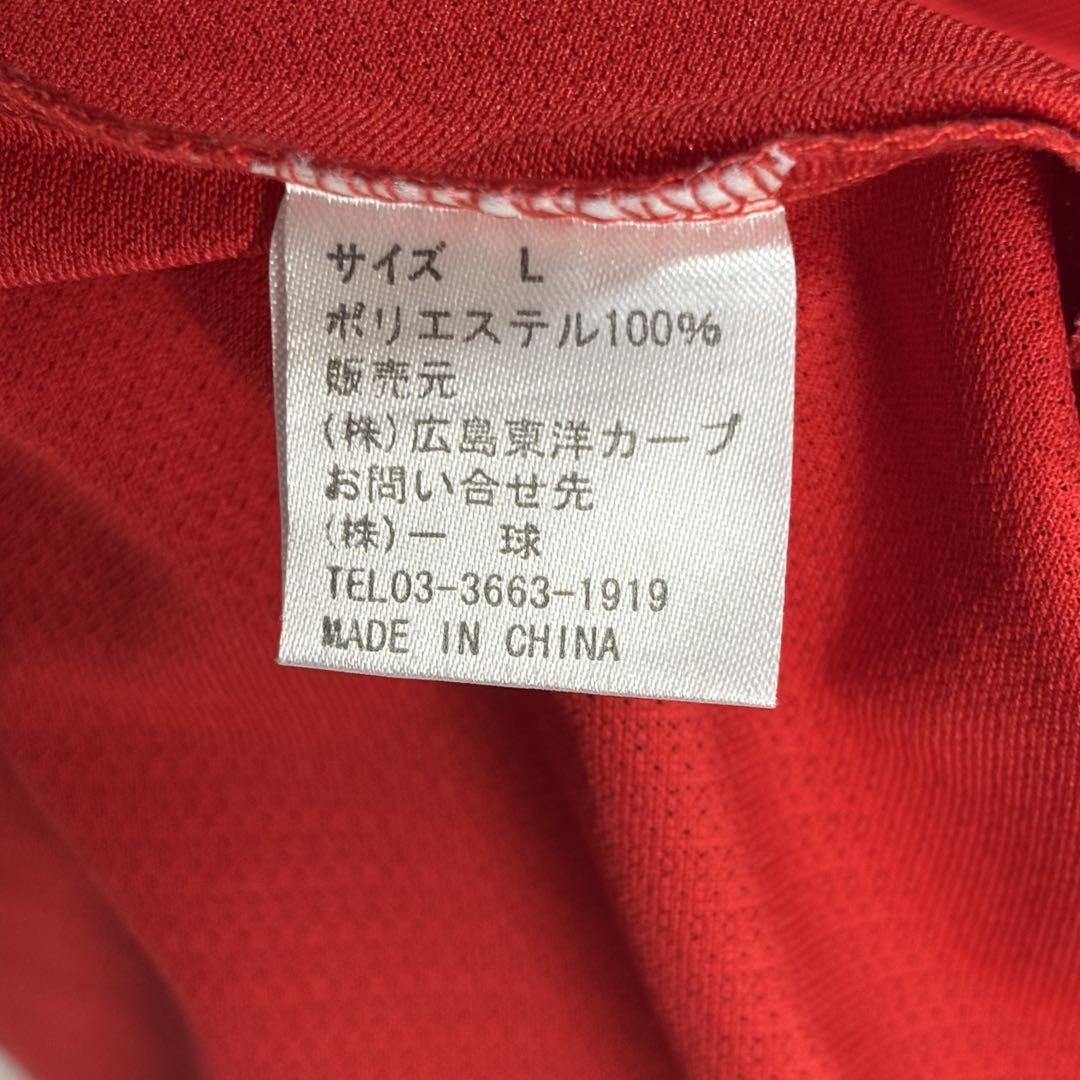 サイズ L
ポリエステル100%
販売元
(株)広島東洋カープ
お問い合せ先
(株)一 球
TEL03-3663-1919
MADE IN CHINA